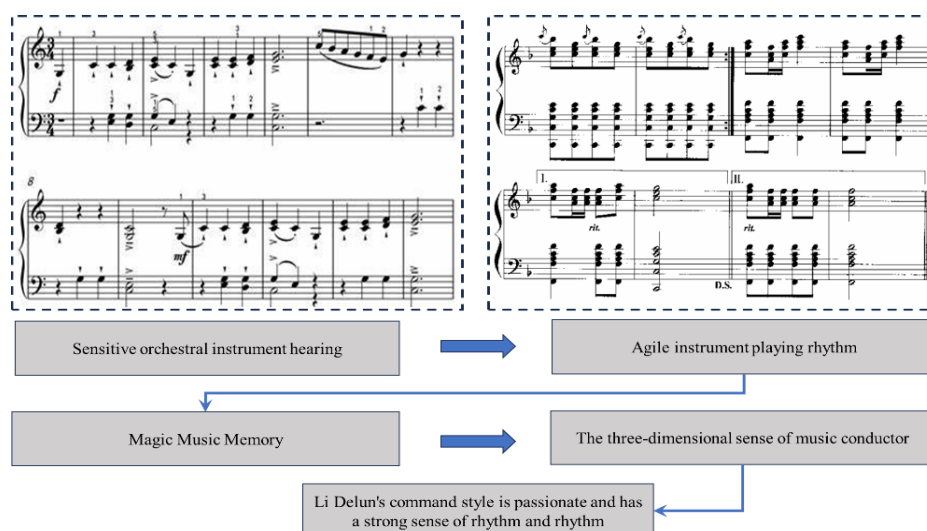 f
8
mf
I.
II.
rit.
rit.
D.S.
Sensitive orchestral instrument hearing
Agile instrument playing rhythm
Magic Music Memory
The three-dimensional sense of music conductor
Li Delun's command style is passionate and has
a strong sense of rhythm and rhythm